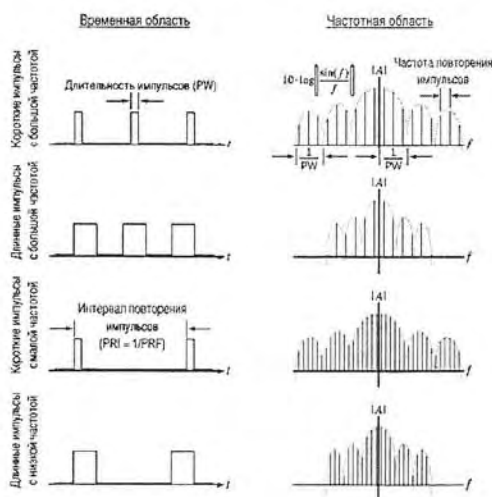 Временная область
Частотная область
Короткие импульсы
с большой частотой
Длительность импульсов (PW)
t
10·log
sin(f)
f
|A|
Частота повторения
импульсов
f
1
PW
1
PW
Длинные импульсы
с большой частотой
t
|A|
f
Короткие импульсы
с малой частотой
Интервал повторения
импульсов
(PRI = 1/PRF)
t
|A|
f
Длинные импульсы
с низкой частотой
t
|A|
f